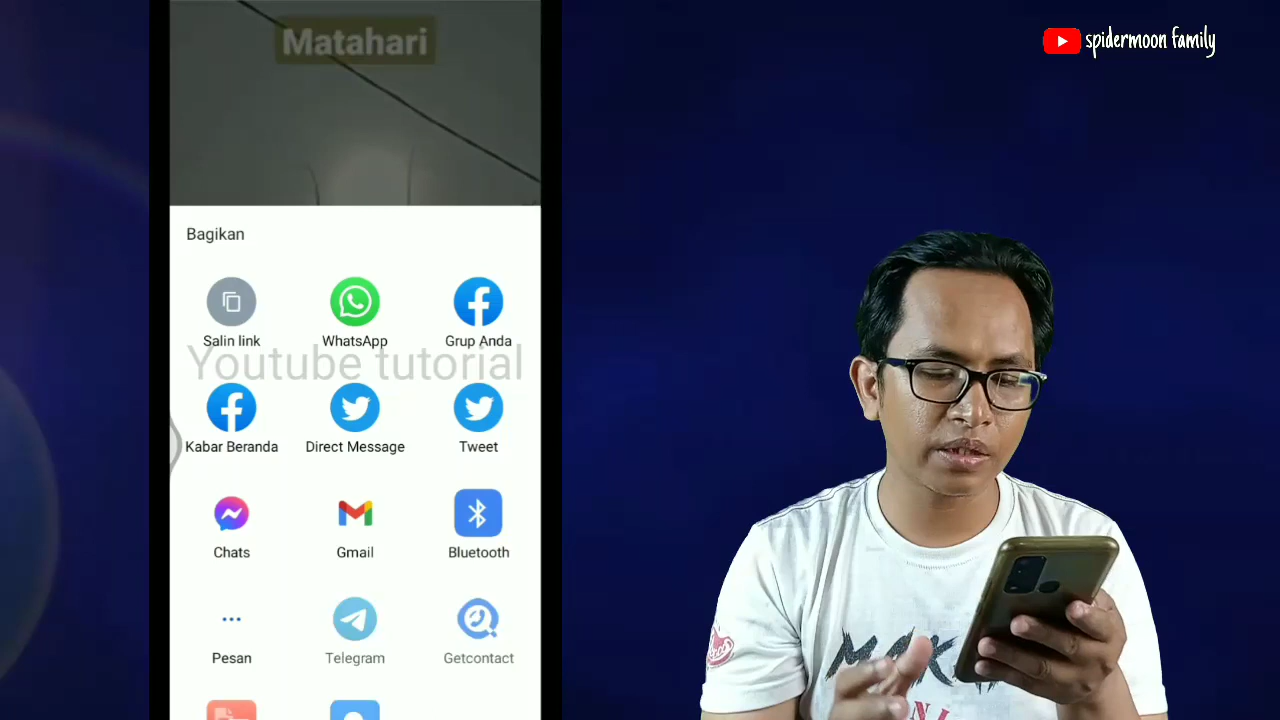 Matahari
spidermoon family
Bagikan
Salin link
WhatsApp
Grup Anda
Youtube tutorial
Kabar Beranda
Direct Message
Tweet
Chats
Gmail
Bluetooth
Pesan
Telegram
Getcontact